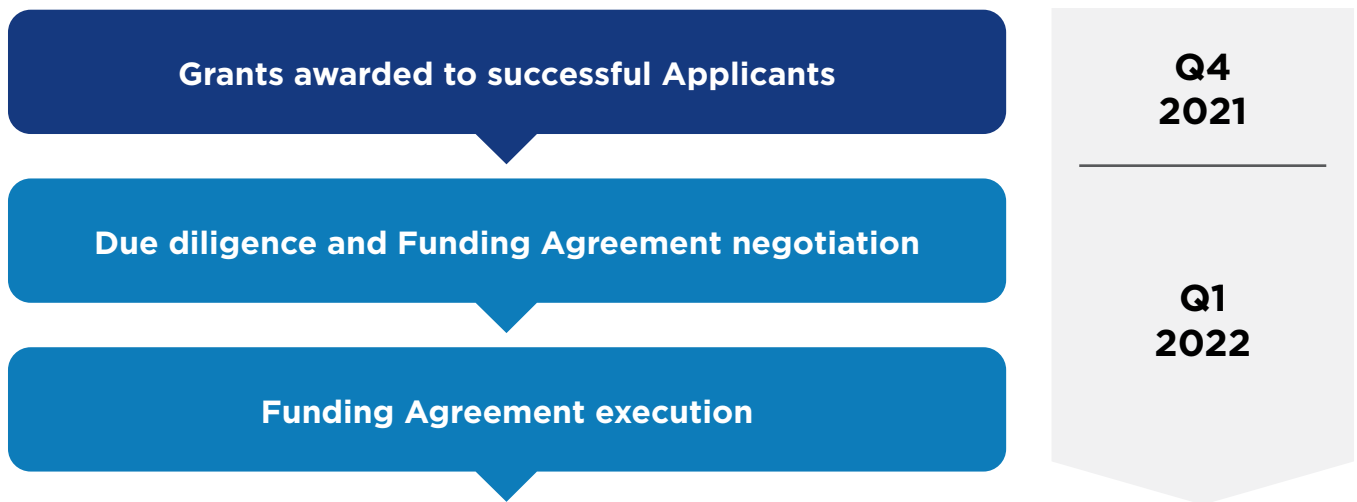 Grants awarded to successful Applicants
Q4
2021
Due diligence and Funding Agreement negotiation
Q1
2022
Funding Agreement execution